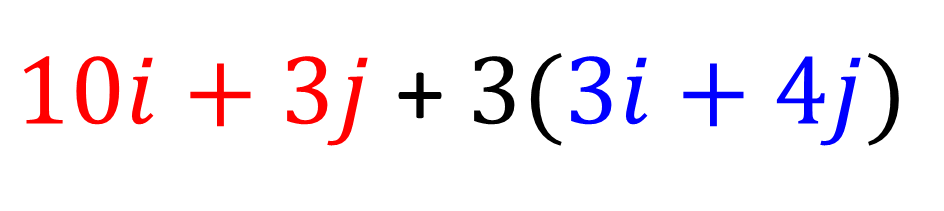 10𝑖 + 3𝑗 + 3(3𝑖 + 4𝑗)